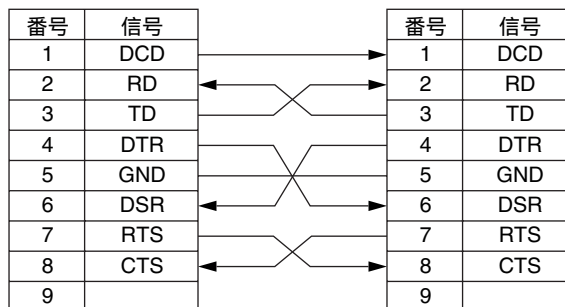 番号 信号 番号 信号
1 DCD 1 DCD
2 RD 2 RD
3 TD 3 TD
4 DTR 4 DTR
5 GND 5 GND
6 DSR 6 DSR
7 RTS 7 RTS
8 CTS 8 CTS
9 9